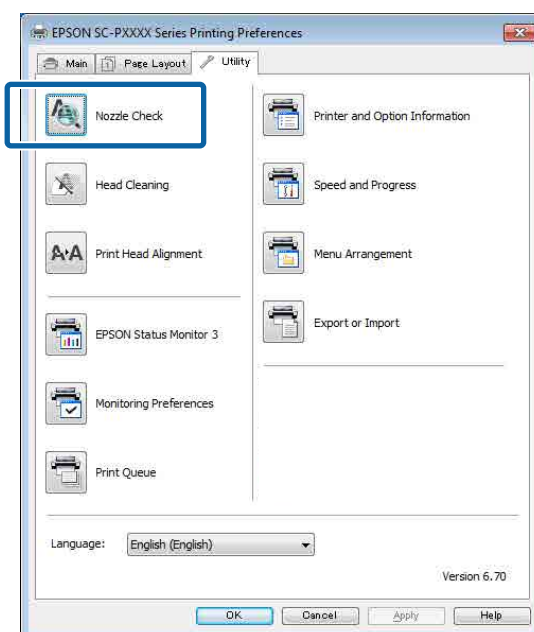 EPSON SC-PXXXX Series Printing Preferences
Main Page Layout Utility
Nozzle Check
Printer and Option Information
Head Cleaning
Speed and Progress
A›A Print Head Alignment
Menu Arrangement
EPSON Status Monitor 3
Export or Import
Monitoring Preferences
Print Queue
Language: English (English)
Version 6.70
OK Cancel Apply Help